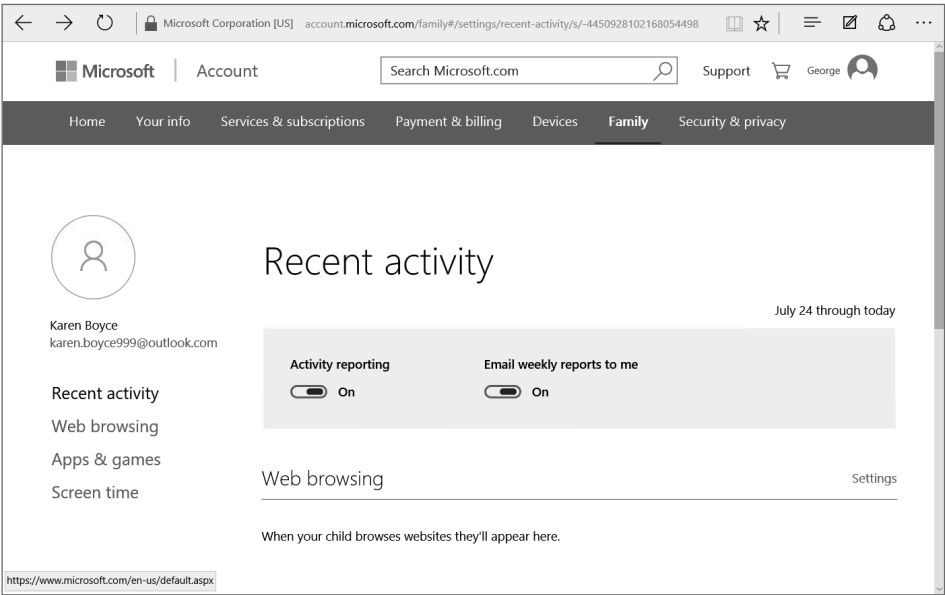 Microsoft Corporation [US] account.microsoft.com/family#/settings/recent-activity/s/-4450928102168054498
Microsoft Account Search Microsoft.com Support George
Home Your info Services & subscriptions Payment & billing Devices Family Security & privacy
Recent activity
July 24 through today
Karen Boyce
karen.boyce999@outlook.com
Activity reporting Email weekly reports to me
On On
Recent activity
Web browsing
Apps & games
Screen time
Web browsing Settings
When your child browses websites they'll appear here.
https://www.microsoft.com/en-us/default.aspx